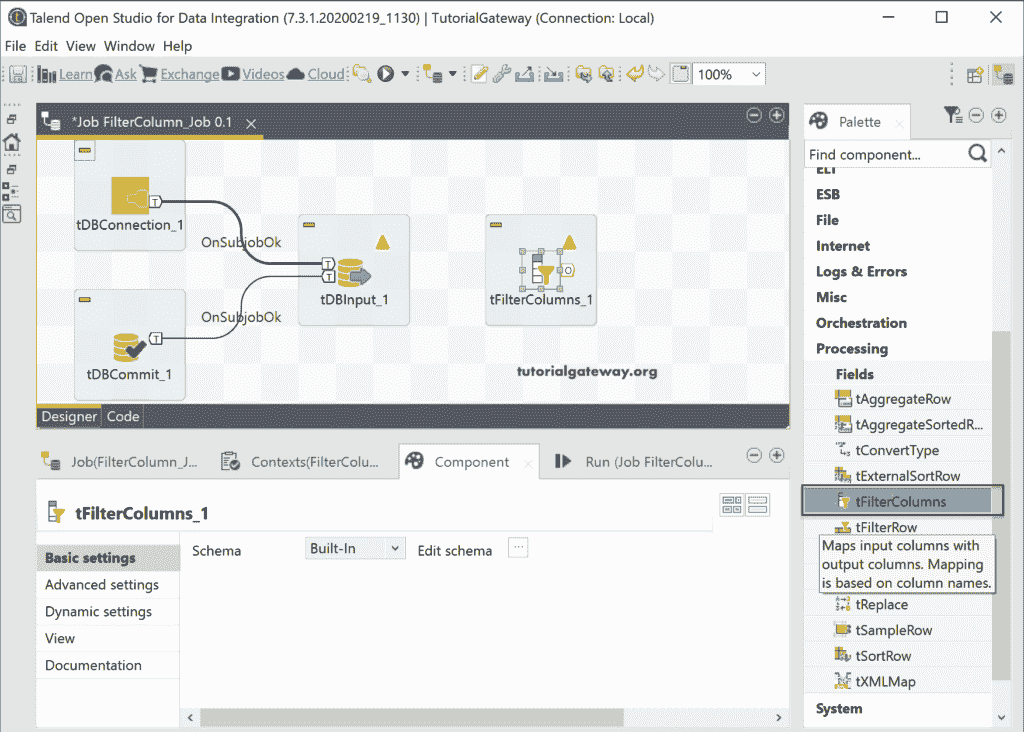 Talend Open Studio for Data Integration (7.3.1.20200219_1130) | TutorialGateway (Connection: Local)
File Edit View Window Help
Learn Ask Exchange Videos Cloud 100%
*Job FilterColumn_Job 0.1
tDBConnection_1
T
OnSubjobOk
T
T
tDBInput_1
O
tFilterColumns_1
OnSubjobOk
T
tDBCommit_1
tutorialgateway.org
Designer Code
Job(FilterColumn_J... Contexts(FilterColu... Component Run (Job FilterColu...
tFilterColumns_1
Basic settings
Advanced settings
Dynamic settings
View
Documentation
Schema Built-In Edit schema ...
Palette
Find component...
ELT
ESB
File
Internet
Logs & Errors
Misc
Orchestration
Processing
Fields
tAggregateRow
tAggregateSortedR...
tConvertType
tExternalSortRow
tFilterColumns
tFilterRow
Maps input columns with
output columns. Mapping
is based on column names.
tReplace
tSampleRow
tSortRow
tXMLMap
System